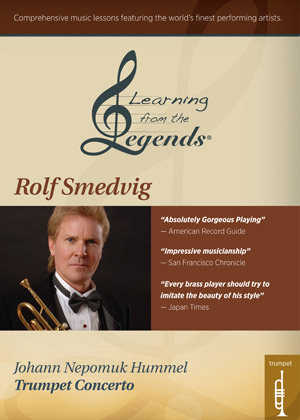 Comprehensive music lessons featuring the world's finest performing artists.
Learning
from the
Legends®
Rolf Smedvig
“Absolutely Gorgeous Playing”
— American Record Guide
“Impressive musicianship”
— San Francisco Chronicle
“Every brass player should try to
imitate the beauty of his style”
— Japan Times
Johann Nepomuk Hummel
Trumpet Concerto
trumpet